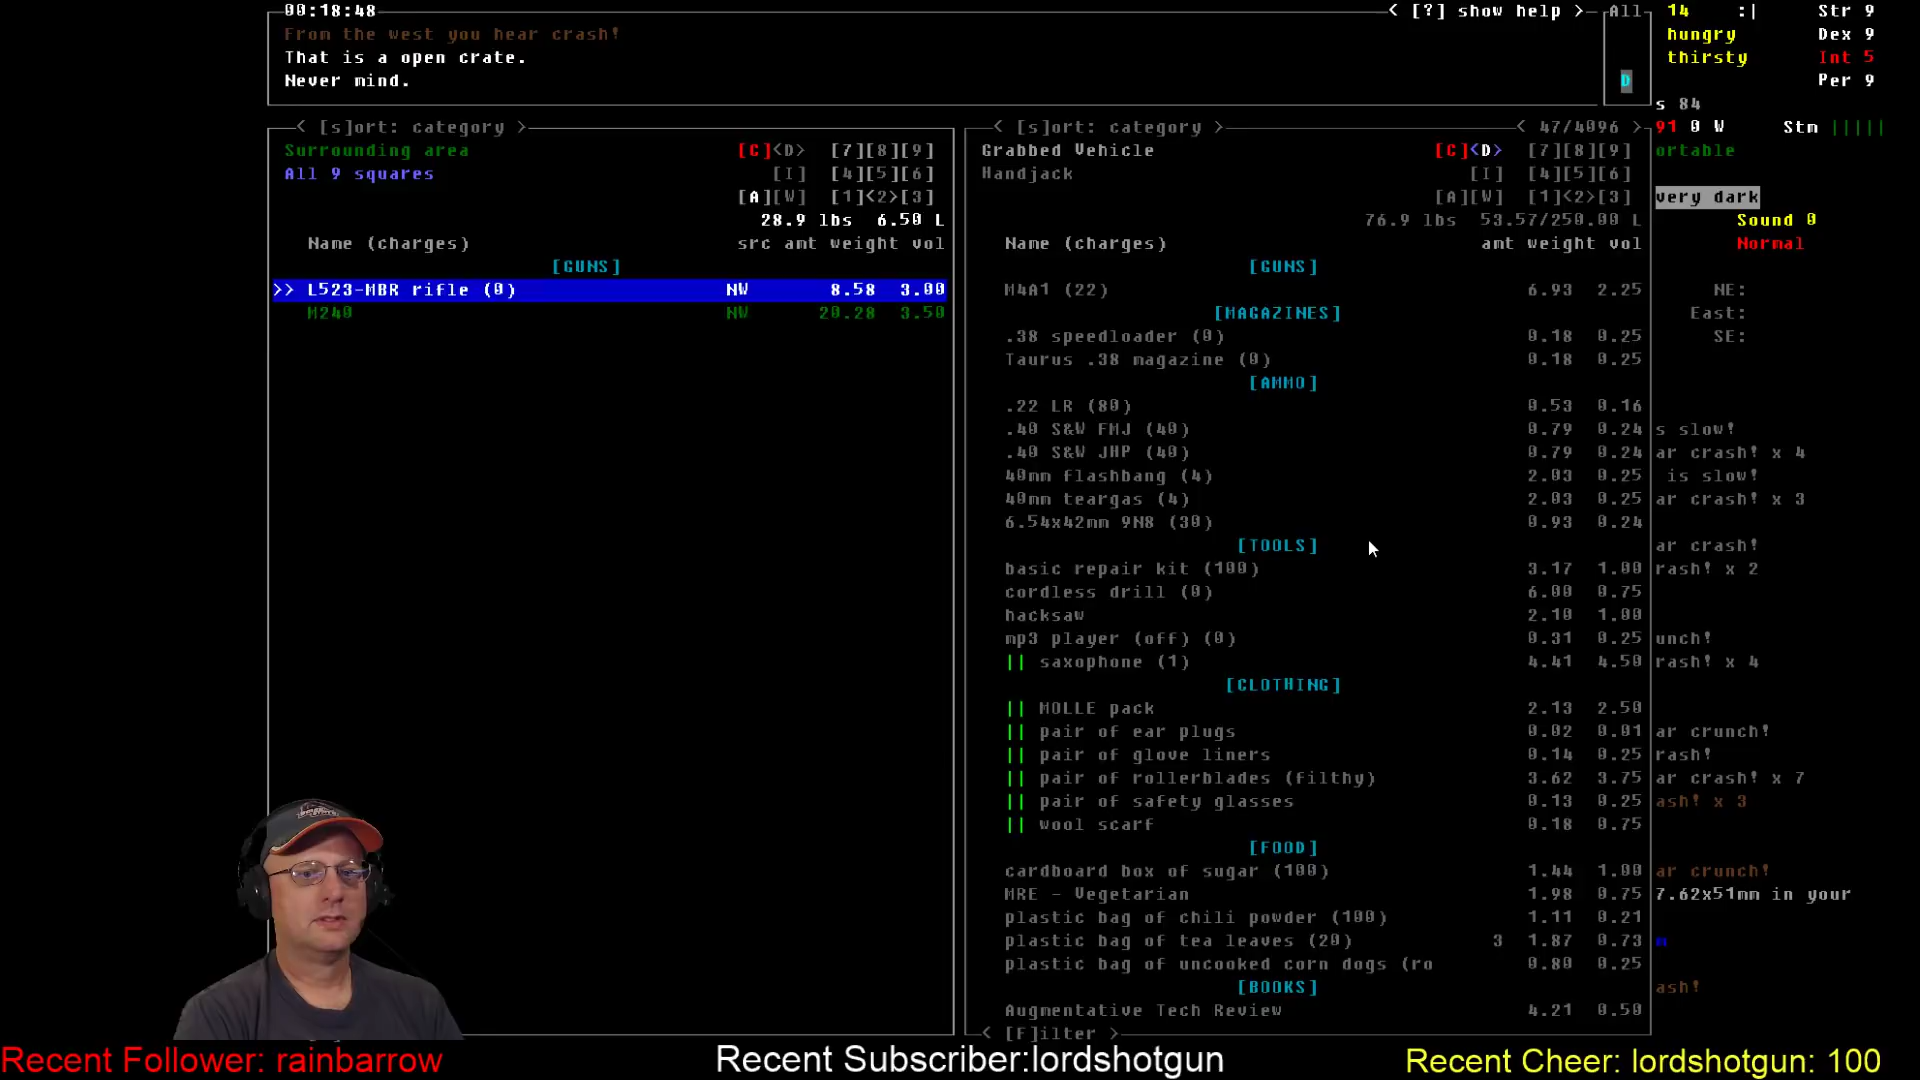 00:18:48
< [?] show help >
From the west you hear crash!
That is a open crate.
Never mind.
All
D
14 :| Str 9
hungry Dex 9
thirsty Int 5
Per 9
s 84
91 0 W Stm |||||
ortable
very dark
Sound 0
Normal
NE:
East:
SE:
< [s]ort: category >
Surrounding area [C]<D> [7][8][9]
All 9 squares [I] [4][5][6]
[A][W] [1]<2>[3]
28.9 lbs 6.50 L
Name (charges) src amt weight vol
[GUNS]
>> L523-MBR rifle (0) NW 8.58 3.00
M240 NW 20.28 3.50
< [s]ort: category > < 47/4096 >
Grabbed Vehicle [C]<D> [7][8][9]
Handjack [I] [4][5][6]
[A][W] [1]<2>[3]
76.9 lbs 53.57/250.00 L
Name (charges) amt weight vol
[GUNS]
M4A1 (22) 6.93 2.25
[MAGAZINES]
.38 speedloader (0) 0.18 0.25
Taurus .38 magazine (0) 0.18 0.25
[AMMO]
.22 LR (80) 0.53 0.16
.40 S&W FMJ (40) 0.79 0.24
.40 S&W JHP (40) 0.79 0.24
40mm flashbang (4) 2.03 0.25
40mm teargas (4) 2.03 0.25
6.54x42mm 9N8 (30) 0.93 0.24
[TOOLS]
basic repair kit (100) 3.17 1.00
cordless drill (0) 6.00 0.75
hacksaw 2.10 1.00
mp3 player (off) (0) 0.31 0.25
|| saxophone (1) 4.41 4.50
[CLOTHING]
|| MOLLE pack 2.13 2.50
|| pair of ear plugs 0.02 0.01
|| pair of glove liners 0.14 0.25
|| pair of rollerblades (filthy) 3.62 3.75
|| pair of safety glasses 0.13 0.25
|| wool scarf 0.18 0.75
[FOOD]
cardboard box of sugar (100) 1.44 1.00
MRE - Vegetarian 1.98 0.75
plastic bag of chili powder (100) 1.11 0.21
plastic bag of tea leaves (20) 3 1.87 0.73
plastic bag of uncooked corn dogs (ro 0.80 0.25
[BOOKS]
Augmentative Tech Review 4.21 0.50
< [F]ilter >
s slow!
ar crash! x 4
is slow!
ar crash! x 3
ar crash!
rash! x 2
unch!
rash! x 4
ar crunch!
rash!
ar crash! x 7
ash! x 3
ar crunch!
7.62x51mm in your
m
ash!
Recent Follower: rainbarrow
Recent Subscriber:lordshotgun
Recent Cheer: lordshotgun: 100